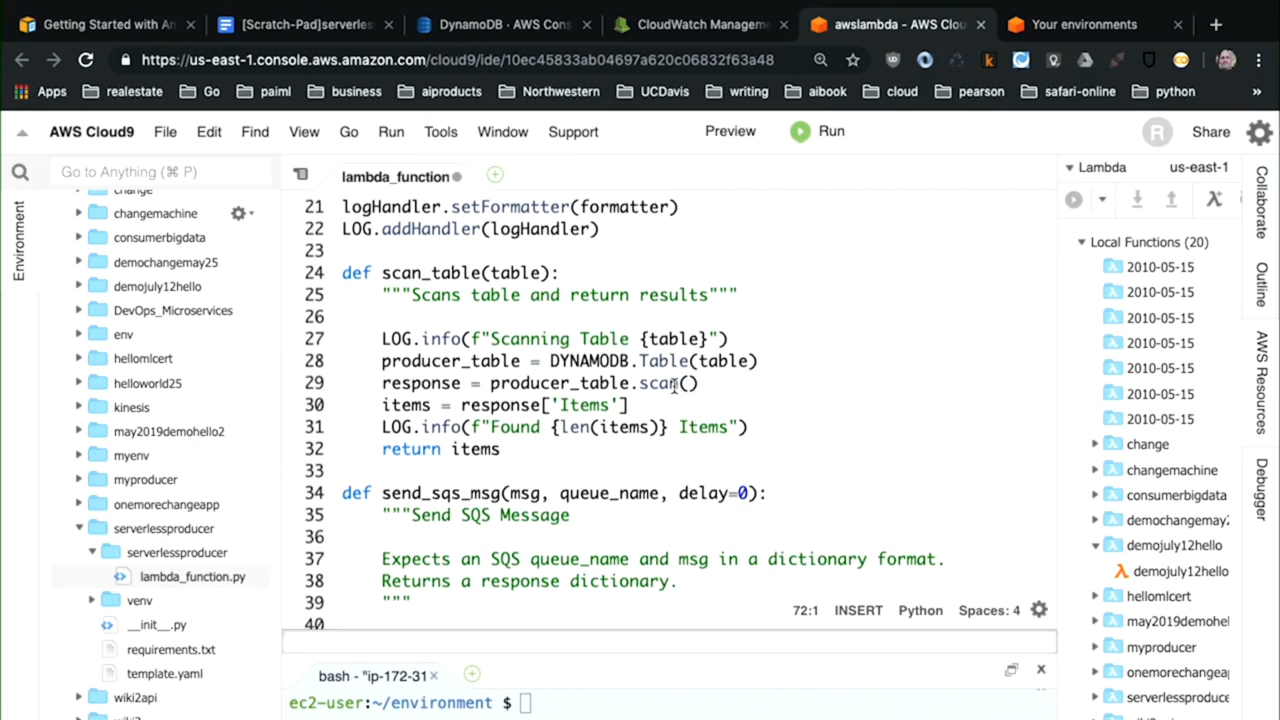 Getting Started with An
[Scratch-Pad]serverles
DynamoDB · AWS Cons
CloudWatch Managem
awslambda - AWS Clou
Your environments
https://us-east-1.console.aws.amazon.com/cloud9/ide/10ec45833ab04697a620c06832f63a48
Apps realestate Go paiml business aiproducts Northwestern UCDavis writing aibook cloud pearson safari-online python »
AWS Cloud9 File Edit Find View Go Run Tools Window Support Preview Run R Share
Go to Anything (⌘ P)
lambda_function
Lambda us-east-1
Environment
change
changemachine
consumerbigdata
demochangemay25
demojuly12hello
DevOps_Microservices
env
hellomlcert
helloworld25
kinesis
may2019demohello2
myenv
myproducer
onemorechangeapp
serverlessproducer
serverlessproducer
lambda_function.py
venv
__init__.py
requirements.txt
template.yaml
wiki2api
21 logHandler.setFormatter(formatter)
22 LOG.addHandler(logHandler)
23
24 def scan_table(table):
25 """Scans table and return results"""
26
27 LOG.info(f"Scanning Table {table}")
28 producer_table = DYNAMODB.Table(table)
29 response = producer_table.scan()
30 items = response['Items']
31 LOG.info(f"Found {len(items)} Items")
32 return items
33
34 def send_sqs_msg(msg, queue_name, delay=0):
35 """Send SQS Message
36
37 Expects an SQS queue_name and msg in a dictionary format.
38 Returns a response dictionary.
39 """
40
72:1 INSERT Python Spaces: 4
bash - "ip-172-31
ec2-user:~/environment $
Local Functions (20)
2010-05-15
2010-05-15
2010-05-15
2010-05-15
2010-05-15
2010-05-15
2010-05-15
change
changemachine
consumerbigdata
demochangemay2
demojuly12hello
demojuly12hello
hellomlcert
may2019demohel
myproducer
onemorechangea
serverlessproduce
Collaborate
Outline
AWS Resources
Debugger